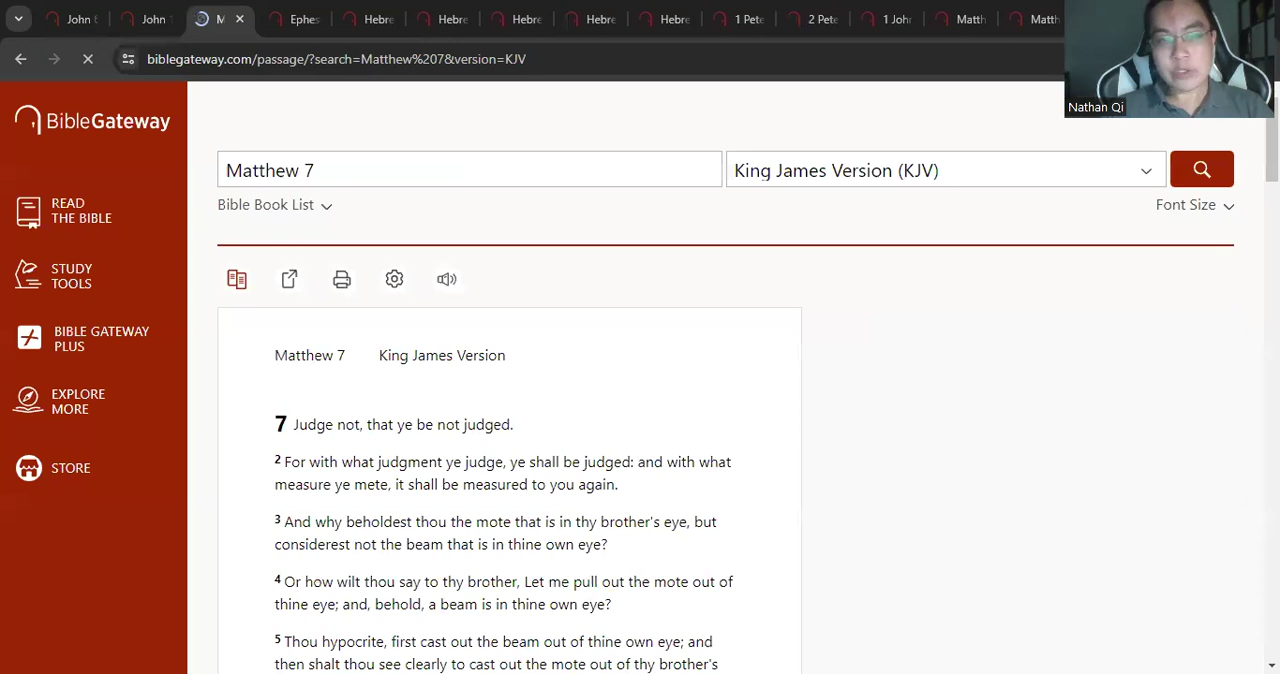 John 6
John 1
M
Ephes
Hebre
Hebre
Hebre
Hebre
Hebre
1 Pete
2 Pete
1 John
Matth
Matth
biblegateway.com/passage/?search=Matthew%207&version=KJV
Nathan Qi
BibleGateway
Matthew 7
King James Version (KJV)
Bible Book List
Font Size
READ
THE BIBLE
STUDY
TOOLS
BIBLE GATEWAY
PLUS
EXPLORE
MORE
STORE
Matthew 7 King James Version
7 Judge not, that ye be not judged.
2 For with what judgment ye judge, ye shall be judged: and with what
measure ye mete, it shall be measured to you again.
3 And why beholdest thou the mote that is in thy brother's eye, but
considerest not the beam that is in thine own eye?
4 Or how wilt thou say to thy brother, Let me pull out the mote out of
thine eye; and, behold, a beam is in thine own eye?
5 Thou hypocrite, first cast out the beam out of thine own eye; and
then shalt thou see clearly to cast out the mote out of thy brother's